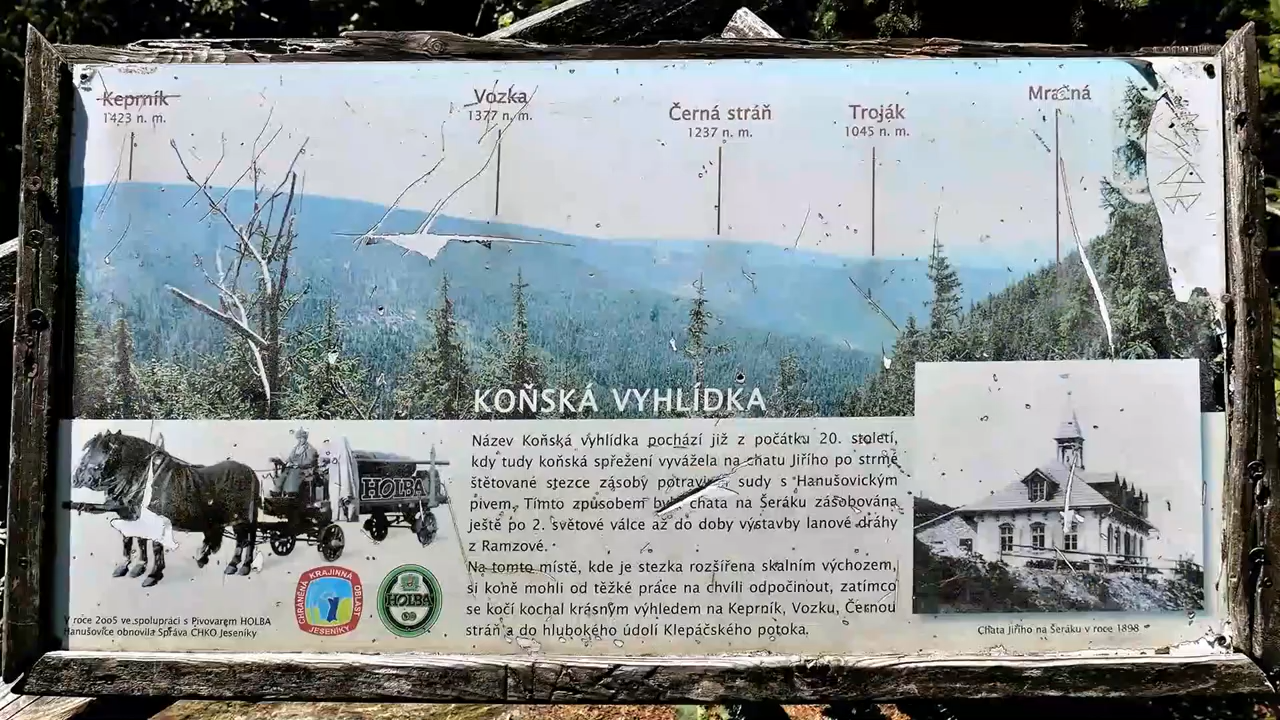 Keprník
1423 n. m.
Vozka
1377 n. m.
Černá stráň
1237 n. m.
Troják
1045 n. m.
Mračná
KOŇSKÁ VYHLÍDKA
Název Koňská vyhlídka pochází již z počátku 20. století,
kdy tudy koňská spřežení vyvážela na chatu Jiřího po strmé
štětované stezce zásoby potravin a sudy s Hanušovickým
pivem. Tímto způsobem byla chata na Šeráku zásobována
ještě po 2. světové válce až do doby výstavby lanové dráhy
z Ramzové.
Na tomto místě, kde je stezka rozšířena skalním výchozem,
si koně mohli od těžké práce na chvíli odpočinout, zatímco
se kočí kochal krásným výhledem na Keprník, Vozku, Černou
stráň a do hlubokého údolí Klepáčského potoka.
HOLBA
CHRÁNĚNÁ KRAJINNÁ OBLAST
JESENÍKY
HOLBA
V roce 2005 ve spolupráci s Pivovarem HOLBA
Hanušovice obnovila Správa CHKO Jeseníky
Chata Jiřího na Šeráku v roce 1898